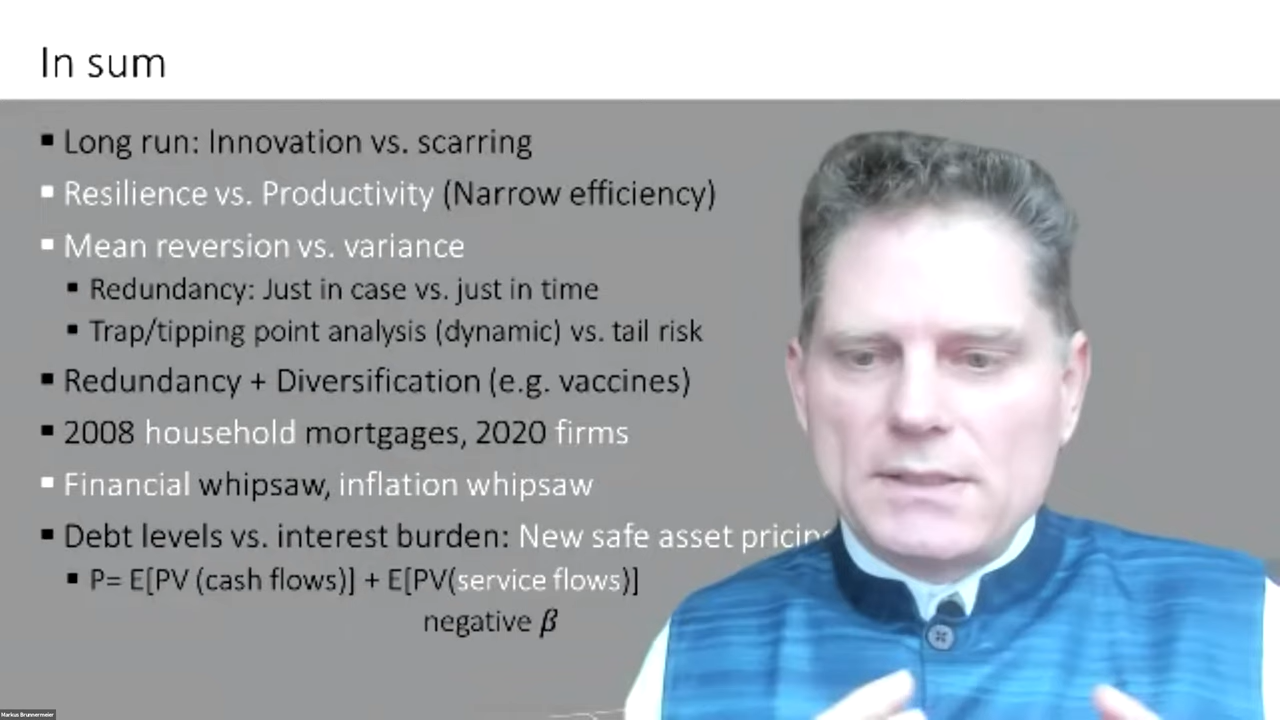 In sum
▪ Long run: Innovation vs. scarring
▪ Resilience vs. Productivity (Narrow efficiency)
▪ Mean reversion vs. variance
▪ Redundancy: Just in case vs. just in time
▪ Trap/tipping point analysis (dynamic) vs. tail risk
▪ Redundancy + Diversification (e.g. vaccines)
▪ 2008 household mortgages, 2020 firms
▪ Financial whipsaw, inflation whipsaw
▪ Debt levels vs. interest burden: New safe asset pricing
▪ P= E[PV (cash flows)] + E[PV(service flows)]
negative β
Markus Brunnermeier